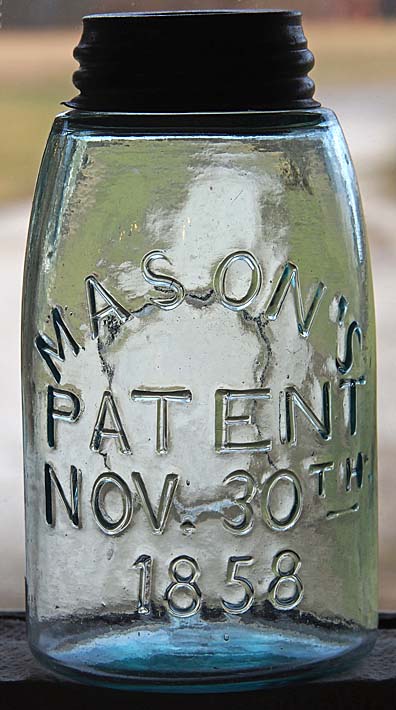 MASON'S
PATENT
NOV. 30TH
1858